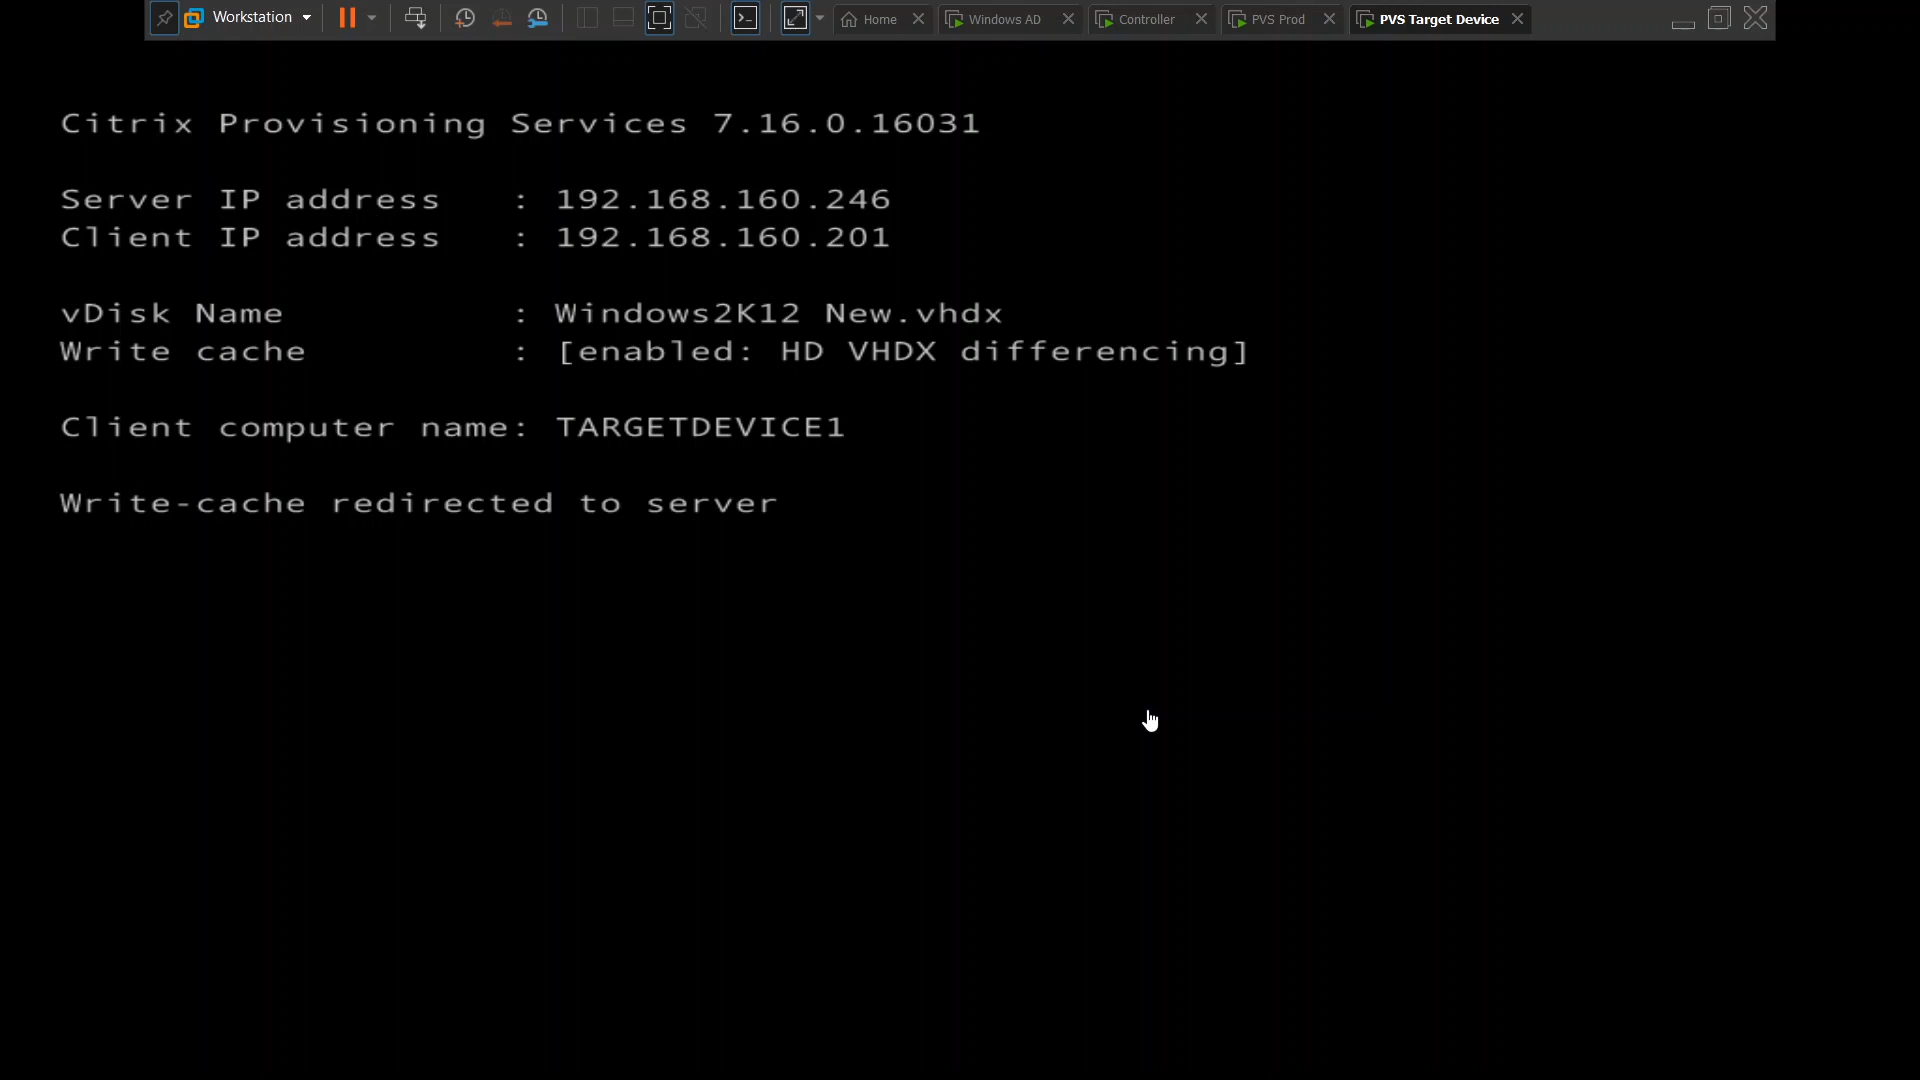 Workstation Home Windows AD Controller PVS Prod PVS Target Device
Citrix Provisioning Services 7.16.0.16031
Server IP address : 192.168.160.246
Client IP address : 192.168.160.201
vDisk Name : Windows2K12 New.vhdx
Write cache : [enabled: HD VHDX differencing]
Client computer name: TARGETDEVICE1
Write-cache redirected to server